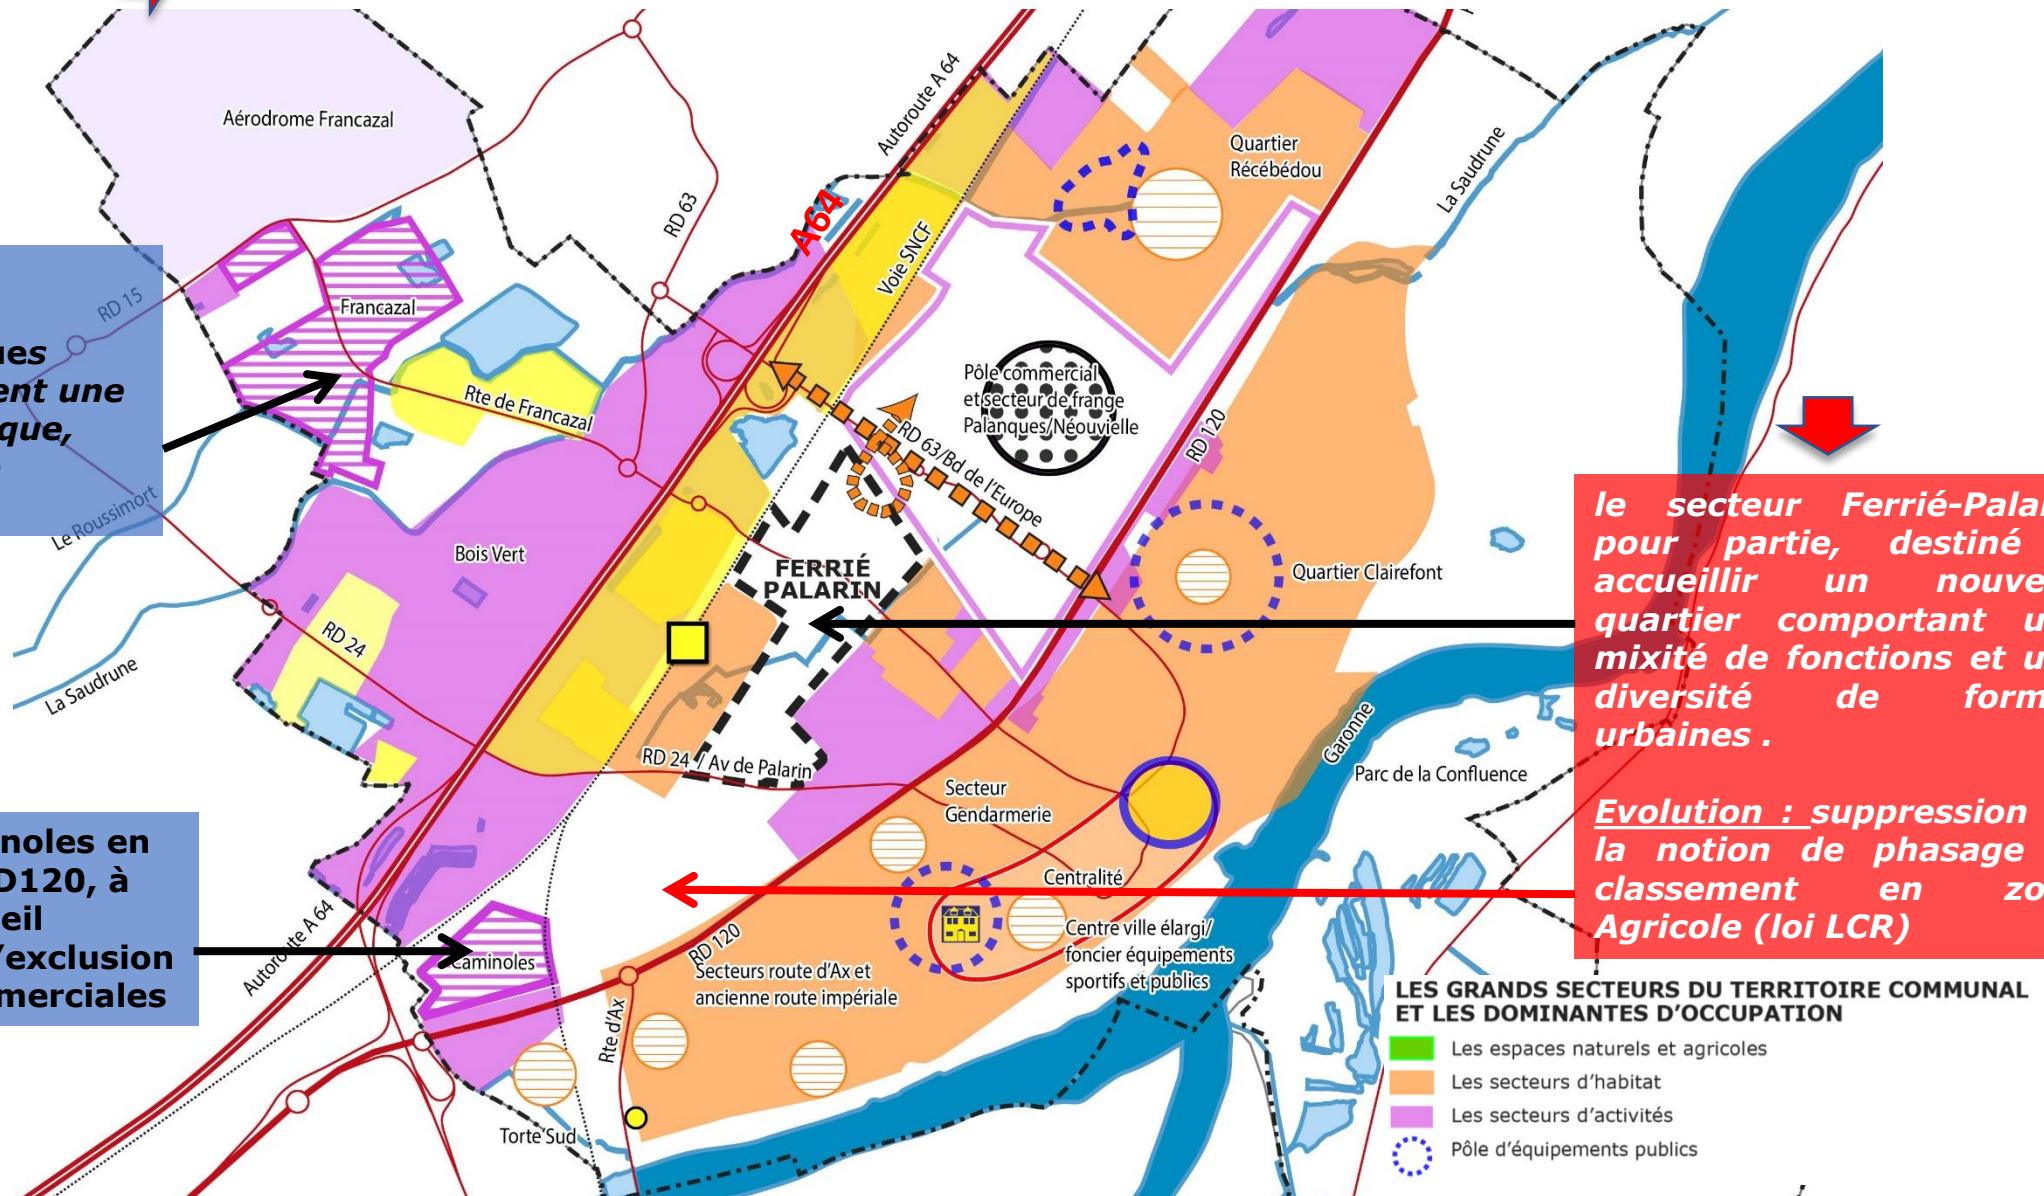 Aérodrome Francazal
Autoroute A 64
Quartier
Récébédou
La Saudrune
RD 63
A64
Voie SNCF
RD 15
Francazal
Rte de Francazal
Pôle commercial
et secteur de frange
Palanques/Néouvielle
RD 63/Bd de l'Europe
RD 120
ent une
que,
Le Roussimort
Bois Vert
FERRIÉ
PALARIN
Quartier Clairefont
RD 24
La Saudrune
RD 24 / Av de Palarin
Garonne
Parc de la Confluence
Secteur
Gendarmerie
Centralité
Centre ville élargi/
foncier équipements
sportifs et publics
le secteur Ferrié-Palar
pour partie, destiné
accueillir un nouve
quartier comportant u
mixité de fonctions et u
diversité de form
urbaines .
Evolution : suppression
la notion de phasage
classement en zo
Agricole (loi LCR)
noles en
D120, à
eil
'exclusion
merciales
Autoroute A 64
Caminoles
RD 120
Secteurs route d'Ax et
ancienne route impériale
Rte d'Ax
Torte Sud
LES GRANDS SECTEURS DU TERRITOIRE COMMUNAL
ET LES DOMINANTES D'OCCUPATION
Les espaces naturels et agricoles
Les secteurs d'habitat
Les secteurs d'activités
Pôle d'équipements publics